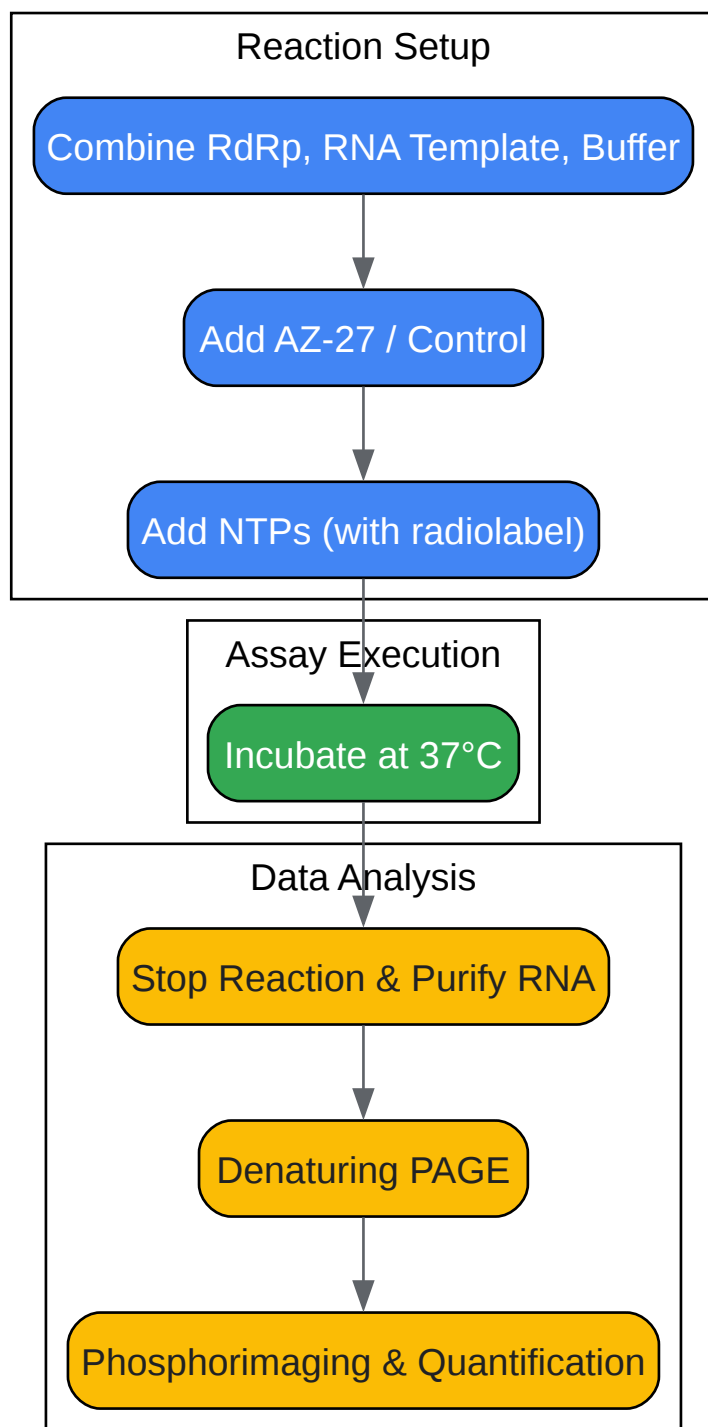 Reaction Setup
Combine RdRp, RNA Template, Buffer
Add AZ-27 / Control
Add NTPs (with radiolabel)
Assay Execution
Incubate at 37°C
Data Analysis
Stop Reaction & Purify RNA
Denaturing PAGE
Phosphorimaging & Quantification